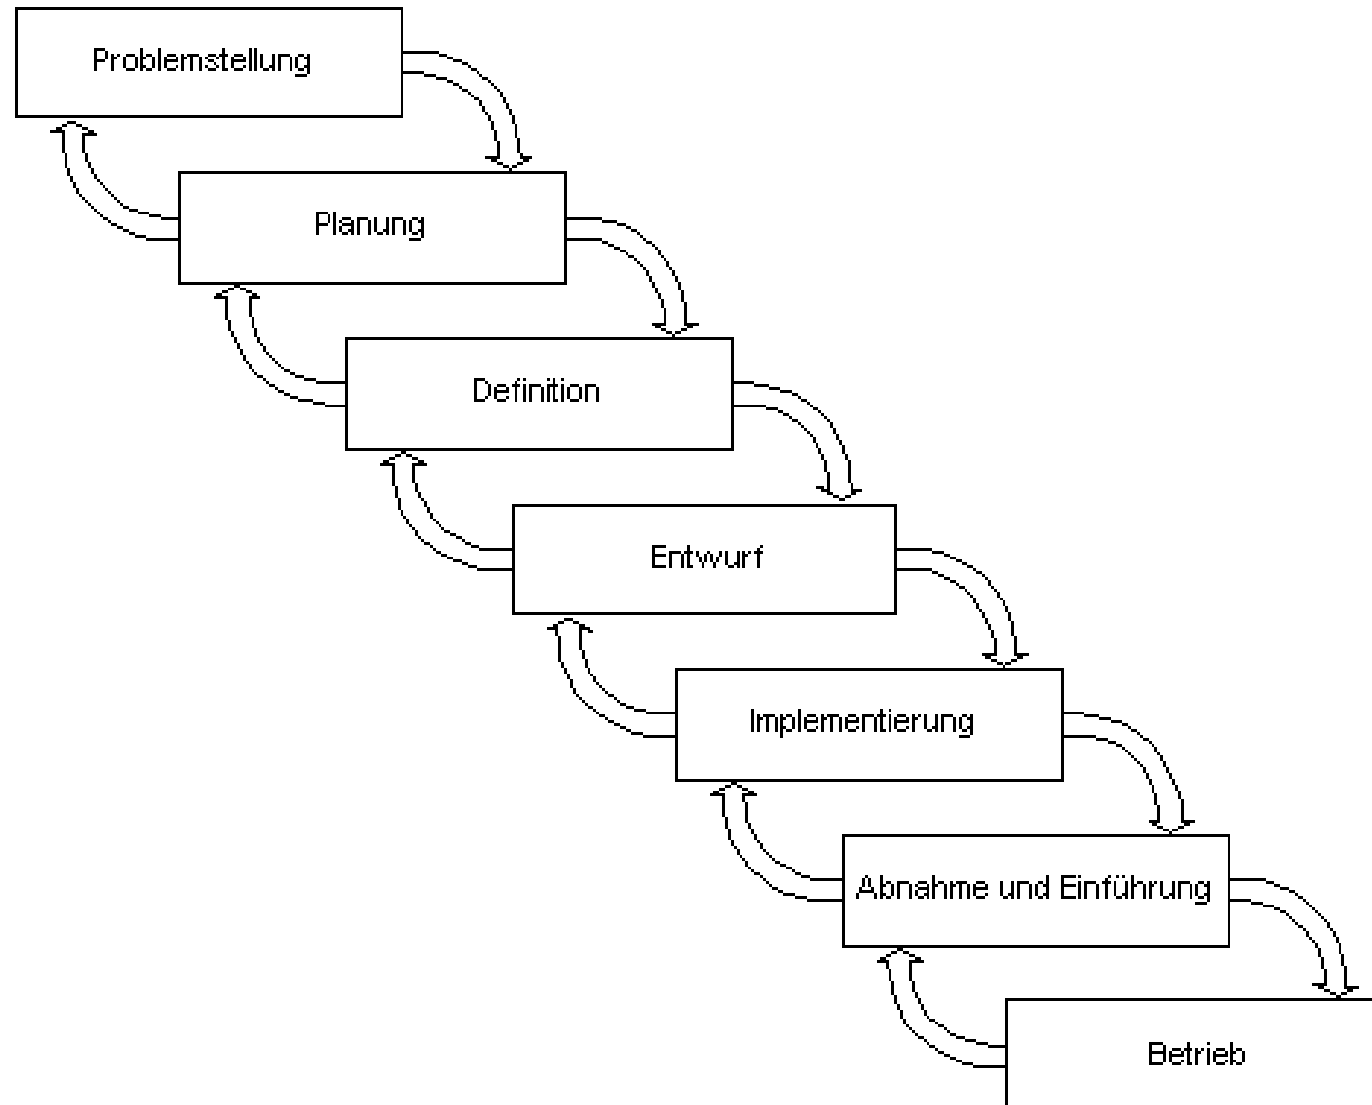 Problemstellung
Planung
Definition
Entwurf
Implementierung
Abnahme und Einführung
Betrieb